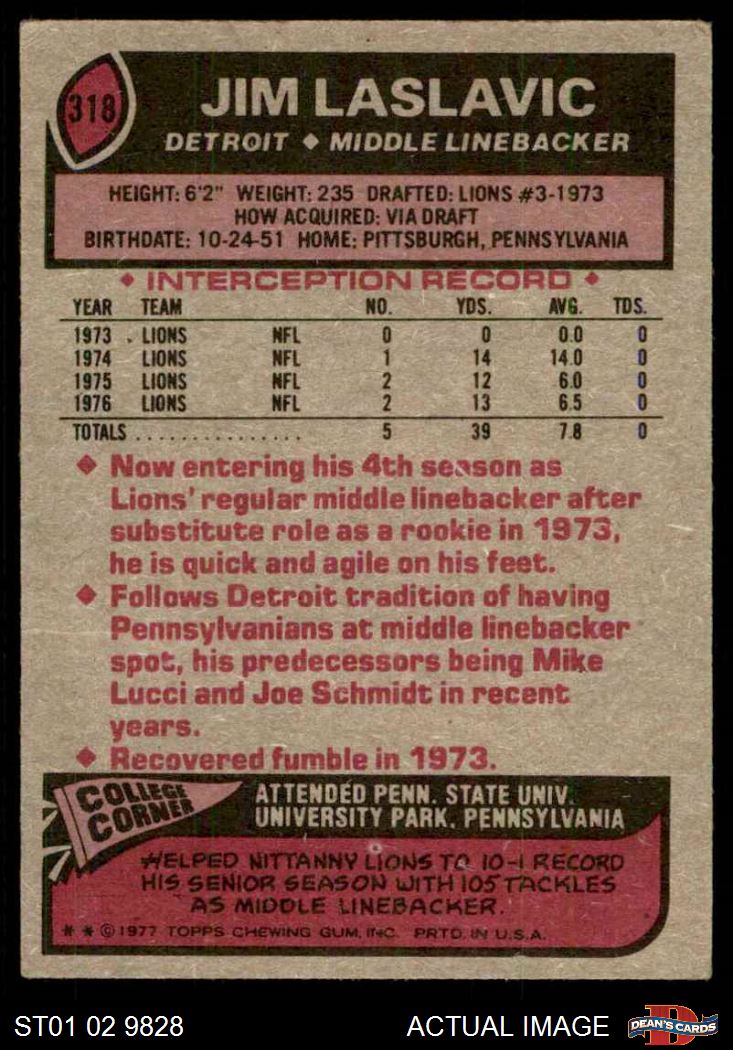 318
JIM LASLAVIC
DETROIT ◆ MIDDLE LINEBACKER
HEIGHT: 6'2" WEIGHT: 235 DRAFTED: LIONS #3-1973
HOW ACQUIRED: VIA DRAFT
BIRTHDATE: 10-24-51 HOME: PITTSBURGH, PENNSYLVANIA
◆ INTERCEPTION RECORD ◆
YEAR TEAM NO. YDS. AVG. TDS.
1973 LIONS NFL 0 0 0.0 0
1974 LIONS NFL 1 14 14.0 0
1975 LIONS NFL 2 12 6.0 0
1976 LIONS NFL 2 13 6.5 0
TOTALS ................ 5 39 7.8 0
◆ Now entering his 4th season as
Lions' regular middle linebacker after
substitute role as a rookie in 1973,
he is quick and agile on his feet.
◆ Follows Detroit tradition of having
Pennsylvanians at middle linebacker
spot, his predecessors being Mike
Lucci and Joe Schmidt in recent
years.
◆ Recovered fumble in 1973.
COLLEGE
CORNER
ATTENDED PENN. STATE UNIV.
UNIVERSITY PARK, PENNSYLVANIA
HELPED NITTANNY LIONS TO 10-1 RECORD
HIS SENIOR SEASON WITH 105 TACKLES
AS MIDDLE LINEBACKER.
* * © 1977 TOPPS CHEWING GUM, INC. PRTD. IN U.S.A.
ST01 02 9828
ACTUAL IMAGE
D
DEAN'S CARDS